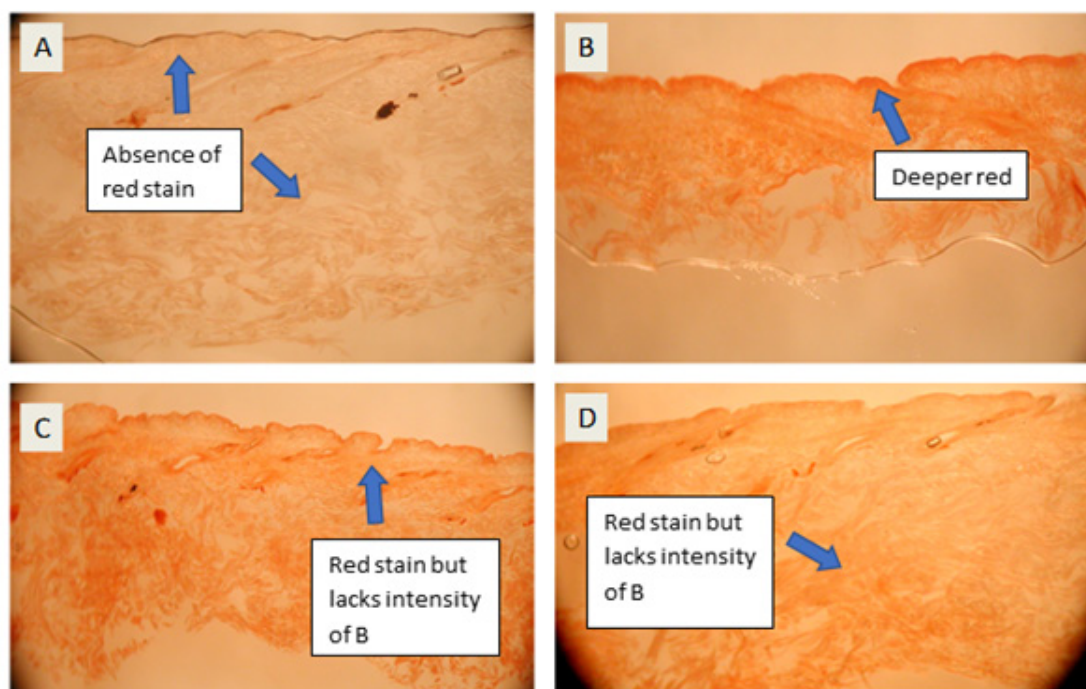 A
Absence of
red stain
B
Deeper red
C
Red stain but
lacks intensity
of B
D
Red stain but
lacks intensity
of B